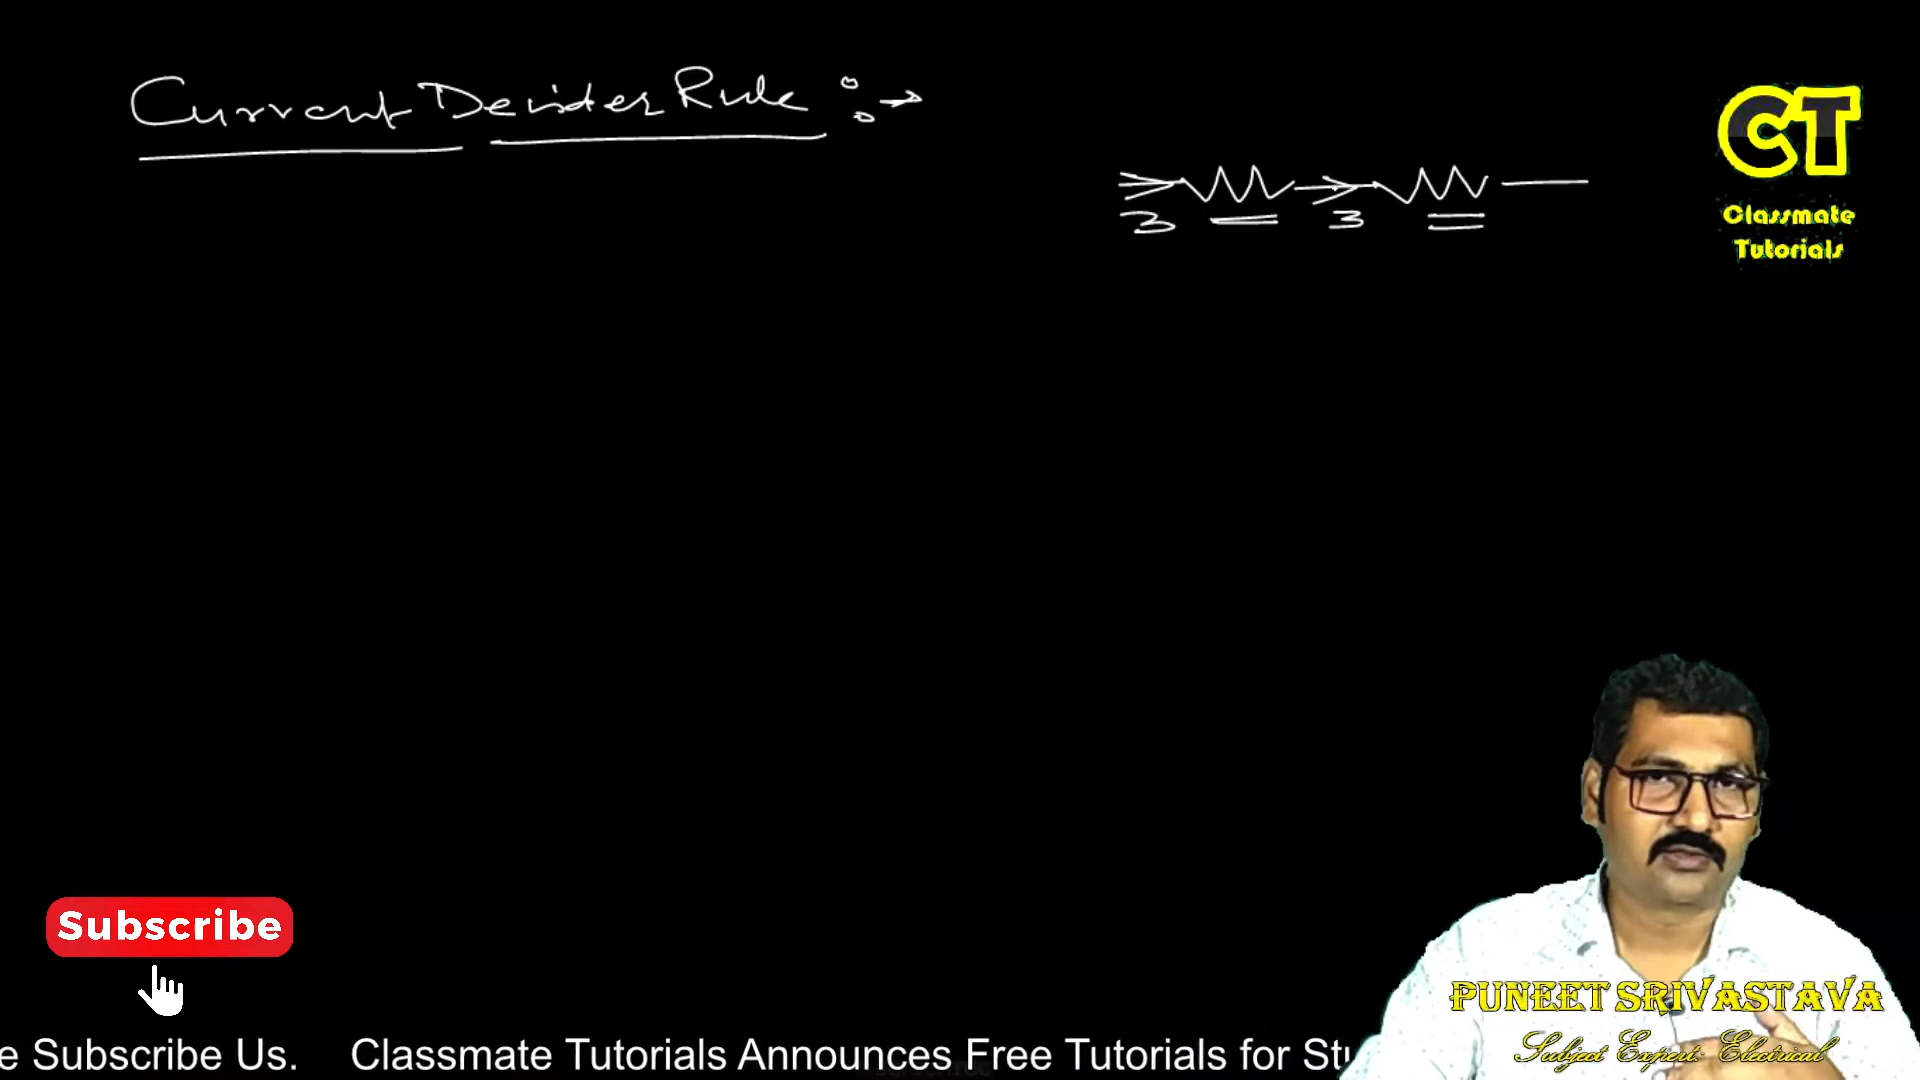 Current Devider Rule :→
3 3
CT
Classmate
Tutorials
Subscribe
PUNEET SRIVASTAVA
Subject Expert: Electrical
e Subscribe Us. Classmate Tutorials Announces Free Tutorials for Stu